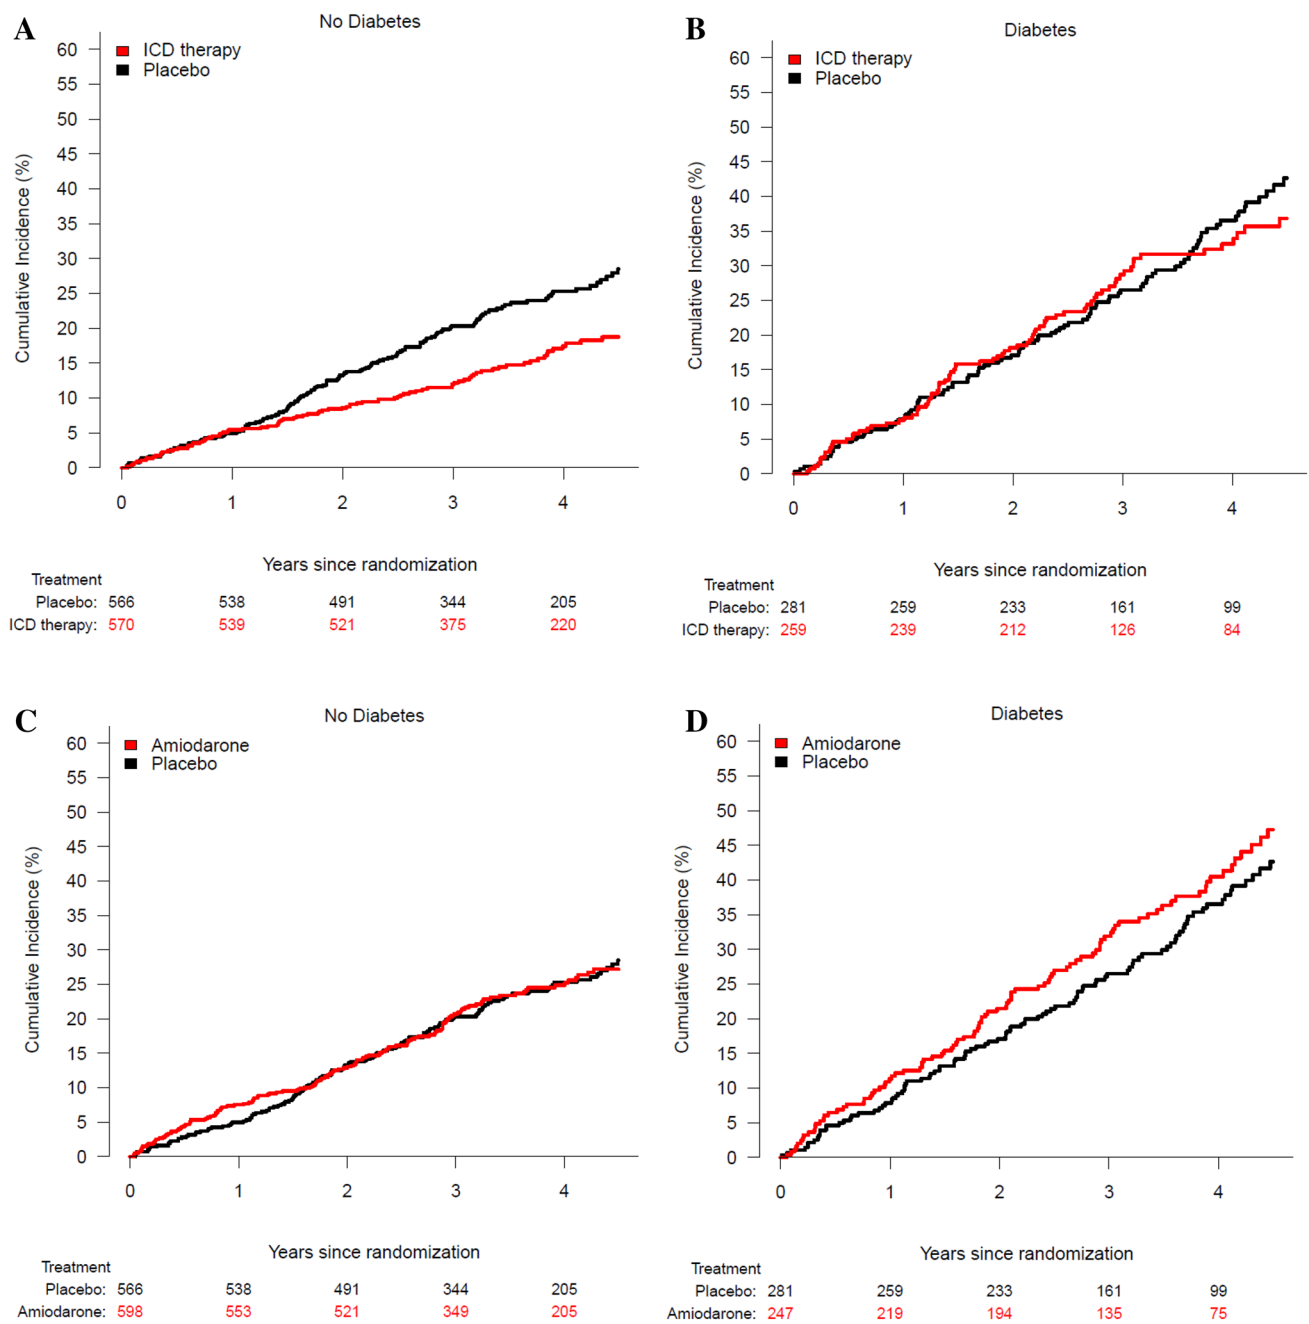 A
No Diabetes
ICD therapy
Placebo
Cumulative Incidence (%)
60
55
50
45
40
35
30
25
20
15
10
5
0
0 1 2 3 4
Years since randomization
Treatment
Placebo: 566 538 491 344 205
ICD therapy: 570 539 521 375 220
B
Diabetes
ICD therapy
Placebo
Cumulative Incidence (%)
60
55
50
45
40
35
30
25
20
15
10
5
0
0 1 2 3 4
Years since randomization
Treatment
Placebo: 281 259 233 161 99
ICD therapy: 259 239 212 126 84
C
No Diabetes
Amiodarone
Placebo
Cumulative Incidence (%)
60
55
50
45
40
35
30
25
20
15
10
5
0
0 1 2 3 4
Years since randomization
Treatment
Placebo: 566 538 491 344 205
Amiodarone: 598 553 521 349 205
D
Diabetes
Amiodarone
Placebo
Cumulative Incidence (%)
60
55
50
45
40
35
30
25
20
15
10
5
0
0 1 2 3 4
Years since randomization
Treatment
Placebo: 281 259 233 161 99
Amiodarone: 247 219 194 135 75